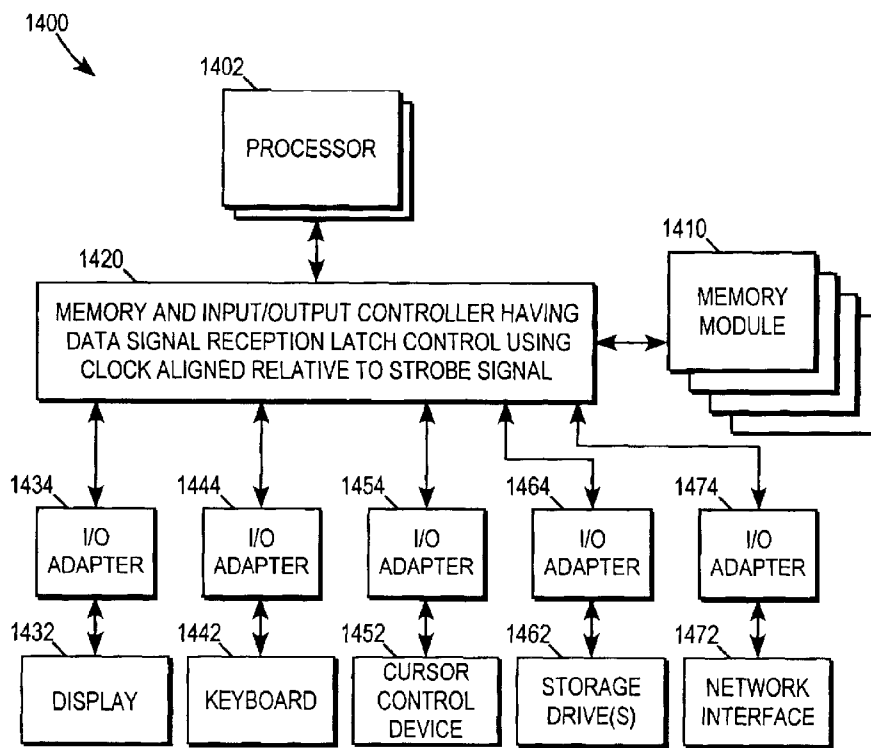 1400
1402
PROCESSOR
1410
MEMORY
MODULE
1420
MEMORY AND INPUT/OUTPUT CONTROLLER HAVING
DATA SIGNAL RECEPTION LATCH CONTROL USING
CLOCK ALIGNED RELATIVE TO STROBE SIGNAL
1434
I/O
ADAPTER
1444
I/O
ADAPTER
1454
I/O
ADAPTER
1464
I/O
ADAPTER
1474
I/O
ADAPTER
1432
DISPLAY
1442
KEYBOARD
1452
CURSOR
CONTROL
DEVICE
1462
STORAGE
DRIVE(S)
1472
NETWORK
INTERFACE